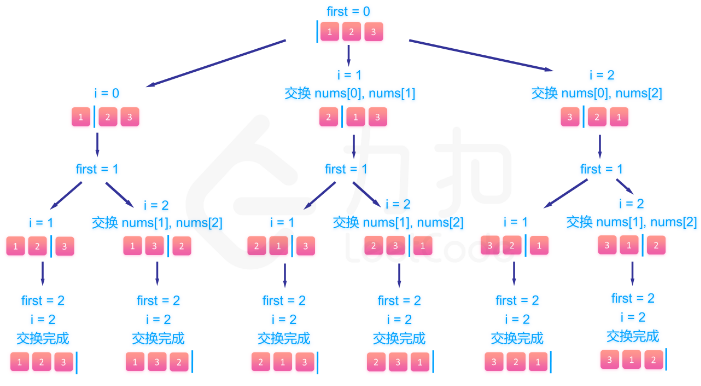 first = 0
1 2 3
i = 0
i = 1
交换 nums[0], nums[1]
i = 2
交换 nums[0], nums[2]
1 2 3
2 1 3
3 2 1
first = 1
first = 1
first = 1
i = 1
i = 2
交换 nums[1], nums[2]
i = 1
i = 2
交换 nums[1], nums[2]
i = 1
i = 2
交换 nums[1], nums[2]
1 2 3
1 3 2
2 1 3
2 3 1
3 2 1
3 1 2
first = 2
i = 2
交换完成
1 2 3
first = 2
i = 2
交换完成
1 3 2
first = 2
i = 2
交换完成
2 1 3
first = 2
i = 2
交换完成
2 3 1
first = 2
i = 2
交换完成
3 2 1
first = 2
i = 2
交换完成
3 1 2
力扣
LeetCode